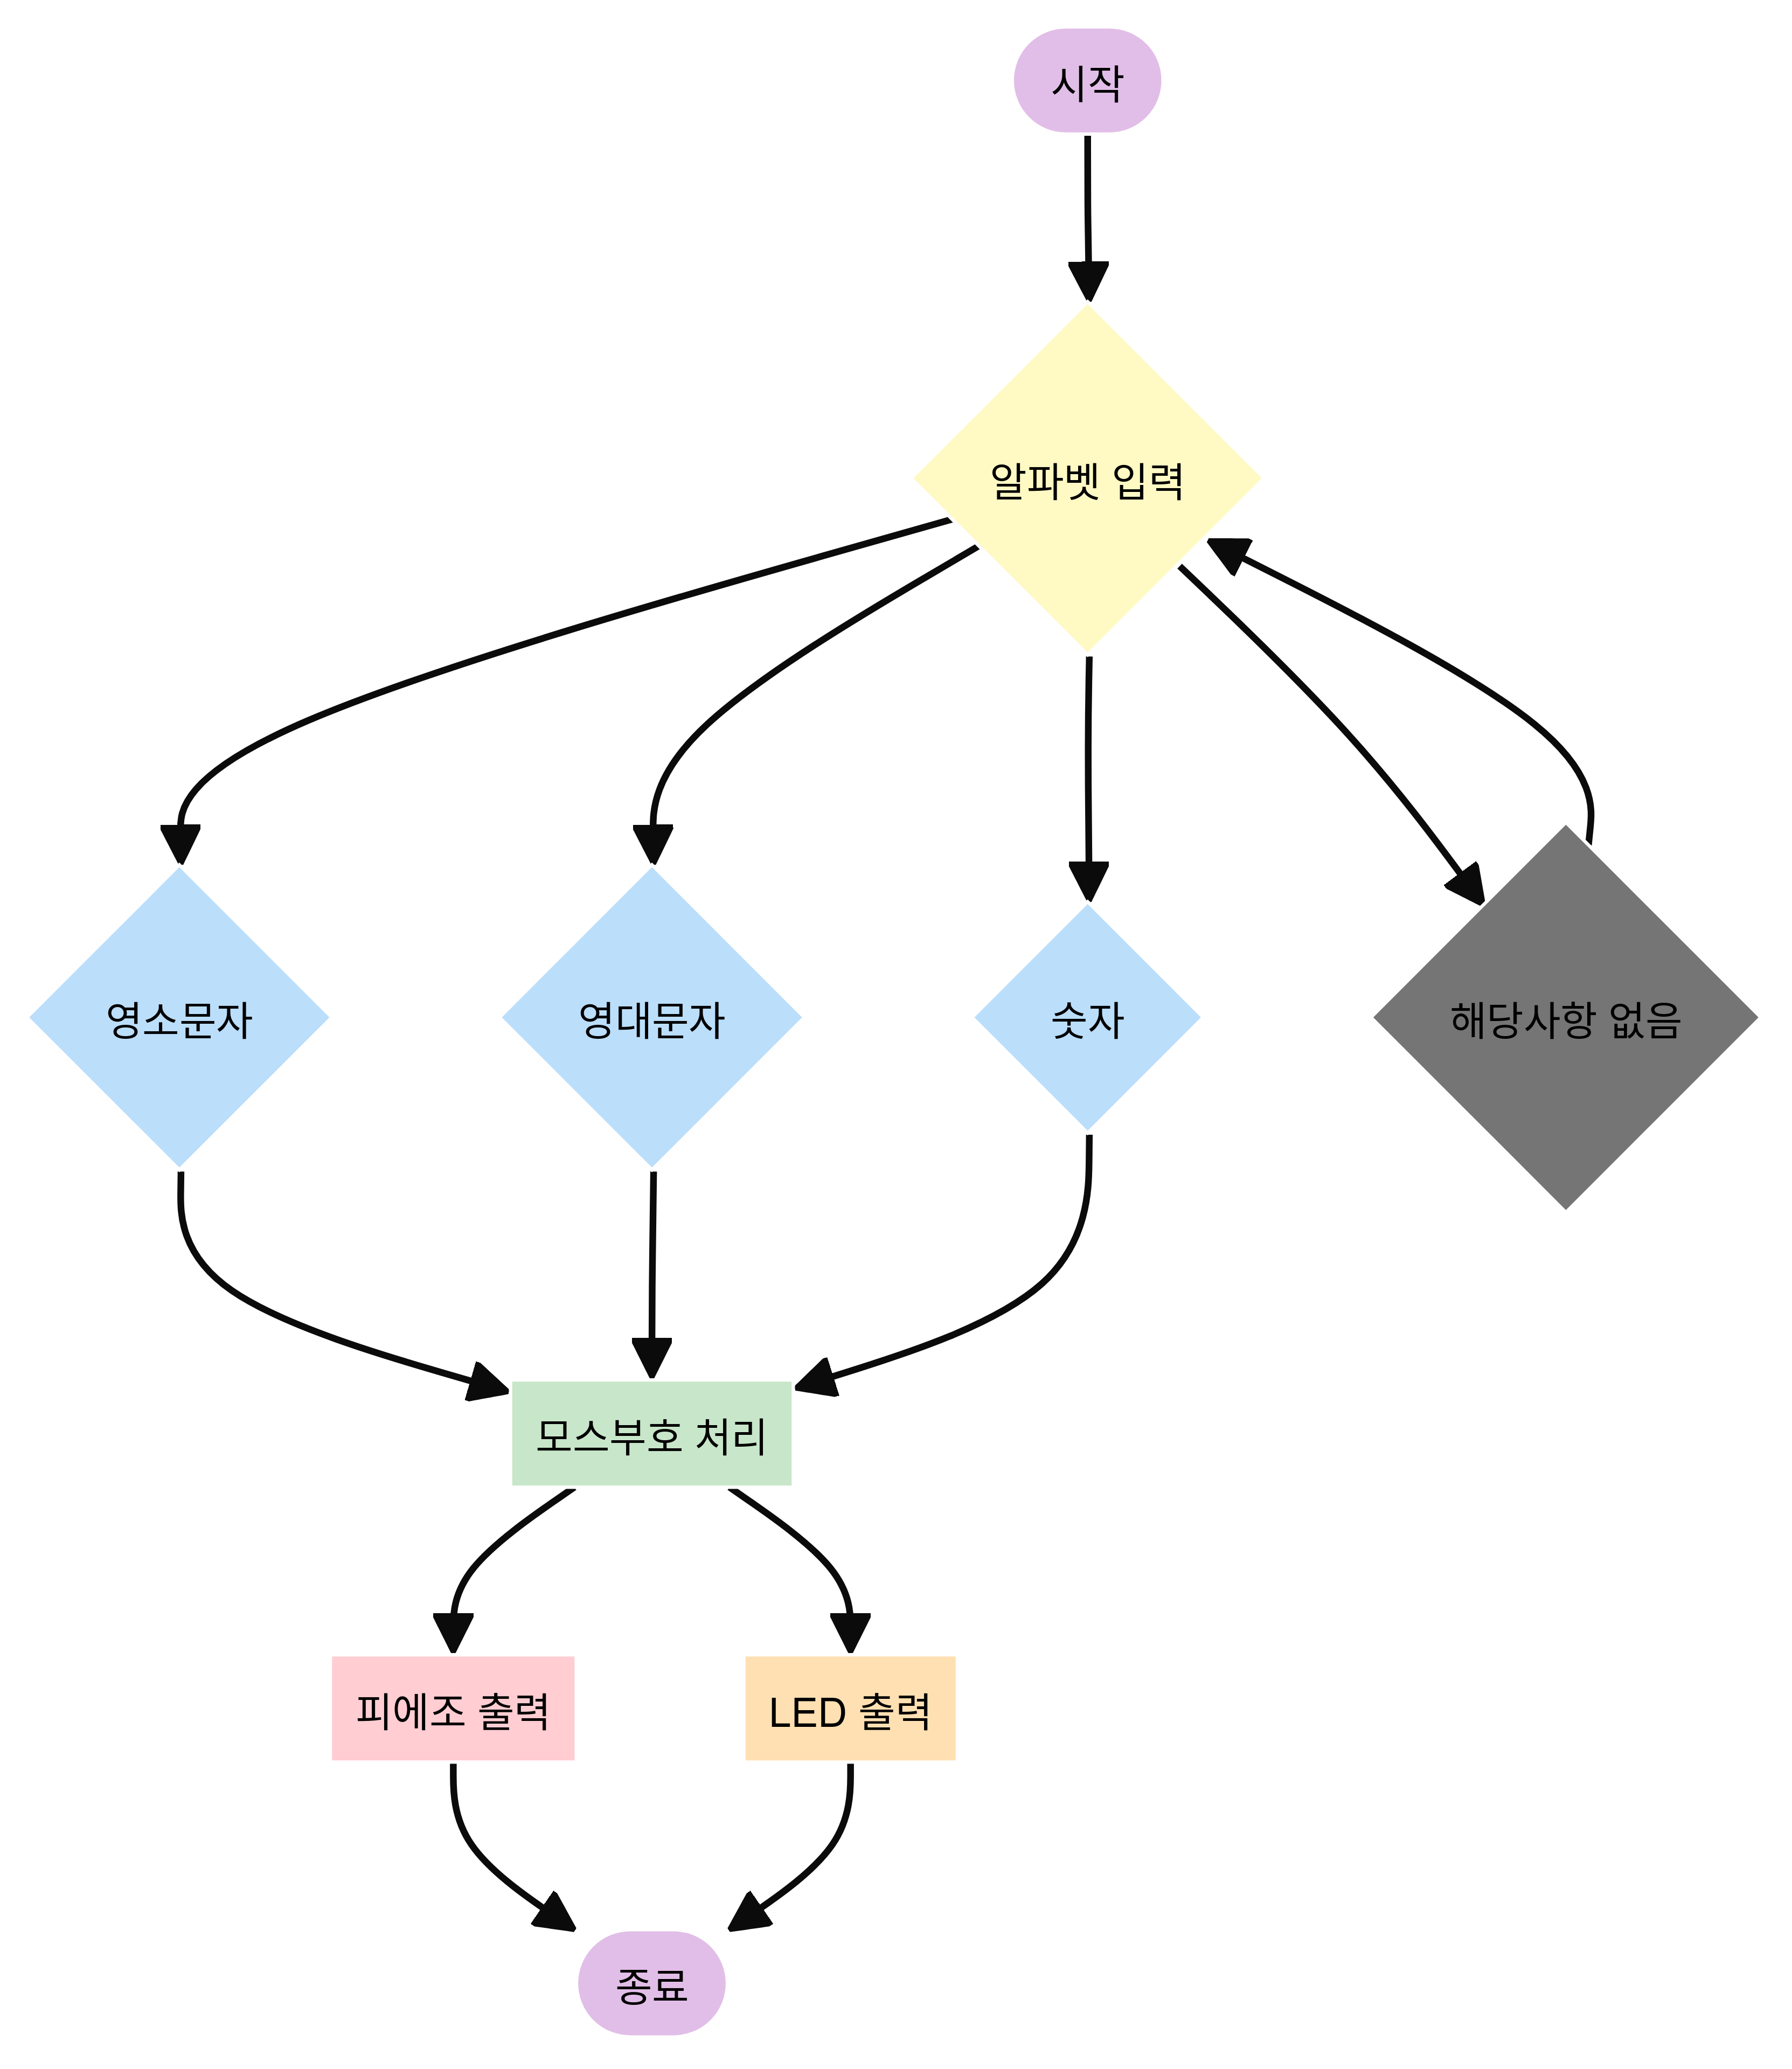 시작
알파벳 입력
영소문자
영대문자
숫자
해당사항 없음
모스부호 처리
피에조 출력
LED 출력
종료